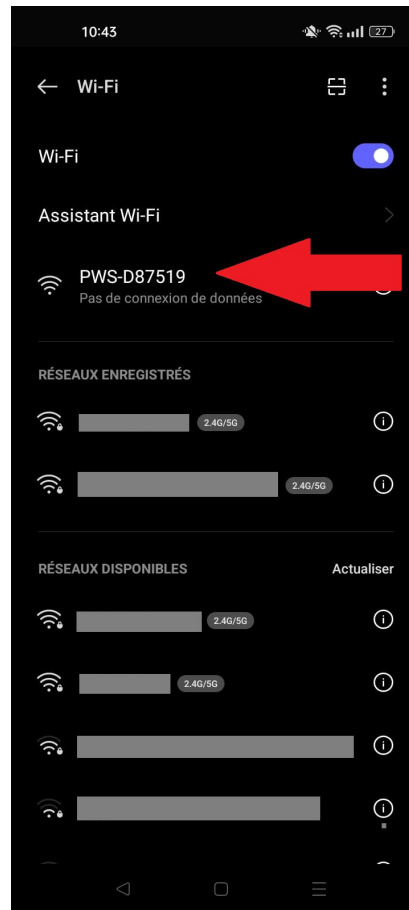 10:43 27
Wi-Fi
Wi-Fi
Assistant Wi-Fi
PWS-D87519
Pas de connexion de données
RÉSEAUX ENREGISTRÉS
2.4G/5G
2.4G/5G
RÉSEAUX DISPONIBLES Actualiser
2.4G/5G
2.4G/5G